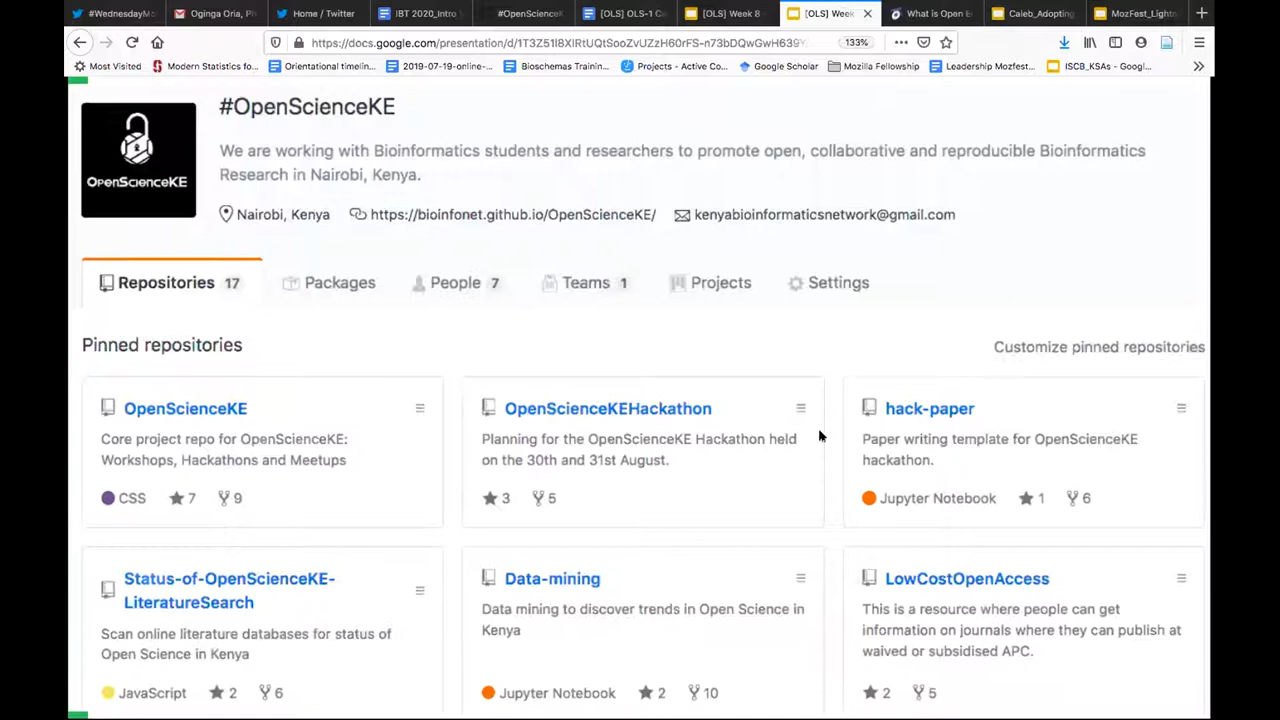 #WednesdayMo
Oginga Oria, Ph
Home / Twitter
IBT 2020_Intro
#OpenScienceK
[OLS] OLS-1 Co
[OLS] Week 8
[OLS] Week
What is Open E
Caleb_Adopting
MozFest_Lightn
https://docs.google.com/presentation/d/
133%
Most Visited
Modern Statistics fo...
Orientational timelin...
2019-07-19-online-...
Bioschemas Trainin...
Projects - Active Co...
Google Scholar
Mozilla Fellowship
Leadership Mozfest...
ISCB_KSAs - Googl...
#OpenScienceKE
OpenScienceKE
We are working with Bioinformatics students and researchers to promote open, collaborative and reproducible Bioinformatics
Research in Nairobi, Kenya.
Nairobi, Kenya https://bioinfonet.github.io/OpenScienceKE/ kenyabioinformaticsnetwork@gmail.com
Repositories 17 Packages People 7 Teams 1 Projects Settings
Pinned repositories
Customize pinned repositories
OpenScienceKE
Core project repo for OpenScienceKE:
Workshops, Hackathons and Meetups
CSS 7 9
OpenScienceKEHackathon
Planning for the OpenScienceKE Hackathon held
on the 30th and 31st August.
3 5
hack-paper
Paper writing template for OpenScienceKE
hackathon.
Jupyter Notebook 1 6
Status-of-OpenScienceKE-
LiteratureSearch
Scan online literature databases for status of
Open Science in Kenya
JavaScript 2 6
Data-mining
Data mining to discover trends in Open Science in
Kenya
Jupyter Notebook 2 10
LowCostOpenAccess
This is a resource where people can get
information on journals where they can publish at
waived or subsidised APC.
2 5